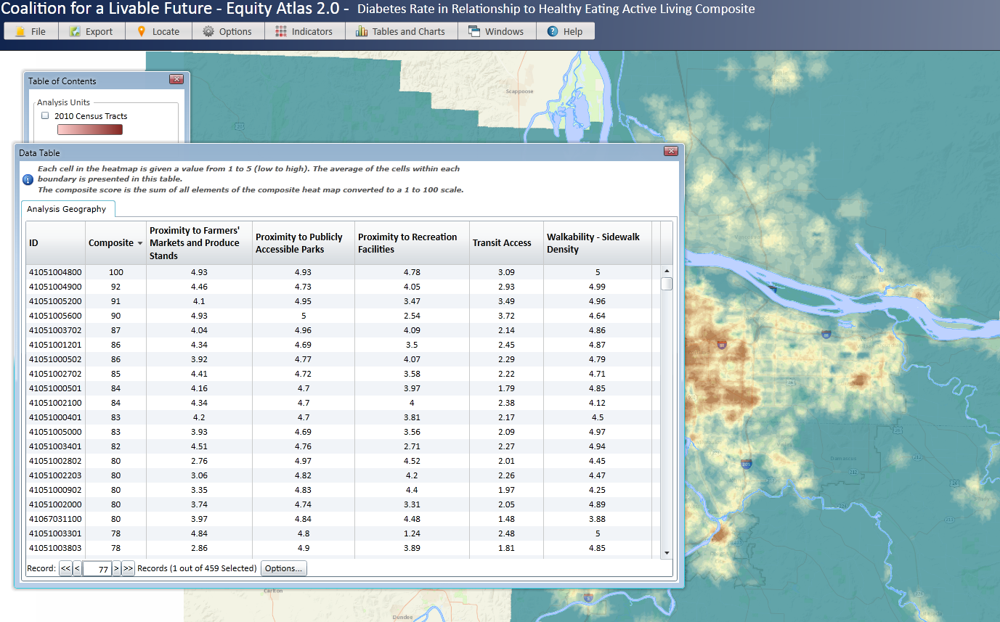 Coalition for a Livable Future - Equity Atlas 2.0 - Diabetes Rate in Relationship to Healthy Eating Active Living Composite
File Export Locate Options Indicators Tables and Charts Windows Help
Scappoose
Table of Contents
Analysis Units
2010 Census Tracts
Data Table
Each cell in the heatmap is given a value from 1 to 5 (low to high). The average of the cells within each
boundary is presented in this table.
The composite score is the sum of all elements of the composite heat map converted to a 1 to 100 scale.
Analysis Geography
ID Composite Proximity to Farmers' Markets and Produce Stands Proximity to Publicly Accessible Parks Proximity to Recreation Facilities Transit Access Walkability - Sidewalk Density
41051004800 100 4.93 4.93 4.78 3.09 5
41051004900 92 4.46 4.73 4.05 2.93 4.99
41051005200 91 4.1 4.95 3.47 3.49 4.96
41051005600 90 4.93 5 2.54 3.72 4.64
41051003702 87 4.04 4.96 4.09 2.14 4.86
41051001201 86 4.34 4.69 3.5 2.45 4.87
41051000502 86 3.92 4.77 4.07 2.29 4.79
41051002702 85 4.41 4.72 3.58 2.22 4.71
41051000501 84 4.16 4.7 3.97 1.79 4.85
41051002100 84 4.34 4.7 4 2.38 4.12
41051000401 83 4.2 4.7 3.81 2.17 4.5
41051005000 83 3.93 4.69 3.56 2.09 4.97
41051003401 82 4.51 4.76 2.71 2.27 4.94
41051002802 80 2.76 4.97 4.52 2.01 4.45
41051002203 80 3.06 4.82 4.2 2.26 4.47
41051000902 80 3.35 4.83 4.4 1.97 4.25
41051002000 80 3.74 4.74 3.31 2.05 4.89
41067031100 80 3.97 4.84 4.48 1.48 3.88
41051003301 78 4.84 4.8 1.24 2.48 5
41051003803 78 2.86 4.9 3.89 1.81 4.85
Record: << < 77 > >> Records (1 out of 459 Selected) Options...
Vancouver
Damascus
212
205
Carlton
Dundee